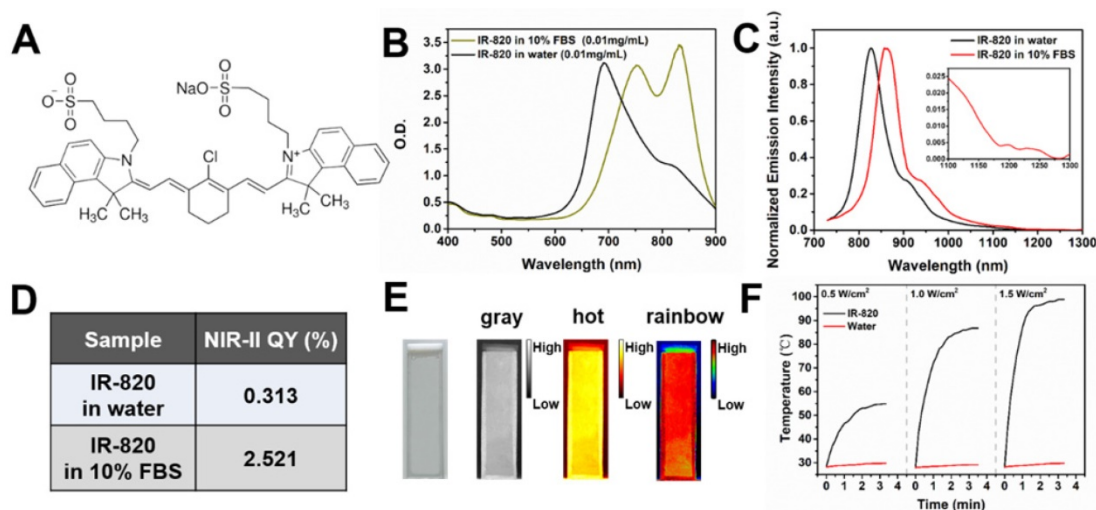 A
O
S
O⁻
O
O
NaO
S
O
N
Cl
N⁺
H₃C
CH₃
H₃C
CH₃
B
IR-820 in 10% FBS (0.01mg/mL)
IR-820 in water (0.01mg/mL)
O.D.
3.5
3.0
2.5
2.0
1.5
1.0
0.5
0.0
400
500
600
700
800
900
Wavelength (nm)
C
IR-820 in water
IR-820 in 10% FBS
Normalized Emission Intensity (a.u.)
1.0
0.8
0.6
0.4
0.2
0.0
700
800
900
1000
1100
1200
1300
Wavelength (nm)
0.025
0.020
0.015
0.010
0.005
0.000
1100
1150
1200
1250
1300
D
Sample
NIR-II QY (%)
IR-820
in water
0.313
IR-820
in 10% FBS
2.521
E
gray
hot
rainbow
High
Low
High
Low
High
Low
F
0.5 W/cm²
1.0 W/cm²
1.5 W/cm²
IR-820
Water
Temperature (℃)
100
90
80
70
60
50
40
30
0 1 2 3 4
0 1 2 3 4
0 1 2 3 4
Time (min)